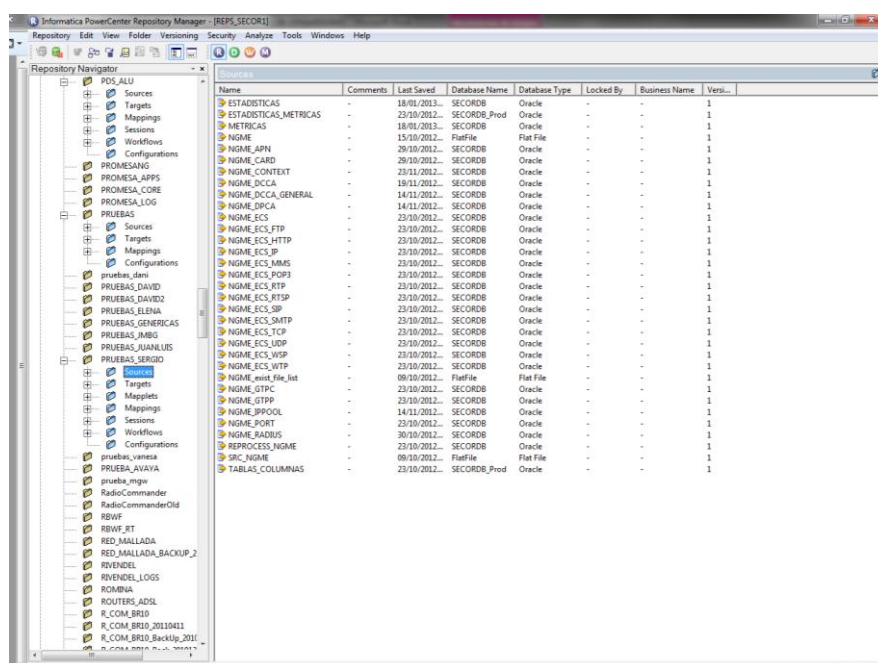 Informatica PowerCenter Repository Manager - [REPS_SECOR1]
Repository Edit View Folder Versioning Security Analyze Tools Windows Help
Repository Navigator
PDS_ALU
Sources
Targets
Mappings
Sessions
Workflows
Configurations
PROMESANG
PROMESA_APPS
PROMESA_CORE
PROMESA_LOG
PRUEBAS
Sources
Targets
Mappings
Configurations
pruebas_dani
PRUEBAS_DAVID
PRUEBAS_DAVID2
PRUEBAS_ELENA
PRUEBAS_GENERICAS
PRUEBAS_JMBG
PRUEBAS_JUANLUIS
PRUEBAS_SERGIO
Sources
Targets
Mapplets
Mappings
Sessions
Workflows
Configurations
pruebas_vanesa
PRUEBA_AVAYA
prueba_mgw
RadioCommander
RadioCommanderOld
RBWF
RBWF_RT
RED_MALLADA
RED_MALLADA_BACKUP_2
RIVENDEL
RIVENDEL_LOGS
ROMINA
ROUTERS_ADSL
R_COM_BR10
R_COM_BR10_20110411
R_COM_BR10_BackUp_201(
Sources
Name Comments Last Saved Database Name Database Type Locked By Business Name Versi...
ESTADISTICAS - 18/01/2013... SECORDB Oracle - - 1
ESTADISTICAS_METRICAS - 23/10/2012... SECORDB_Prod Oracle - - 1
METRICAS - 18/01/2013... SECORDB Oracle - - 1
NGME - 15/10/2012... FlatFile Flat File - - 1
NGME_APN - 29/10/2012... SECORDB Oracle - - 1
NGME_CARD - 29/10/2012... SECORDB Oracle - - 1
NGME_CONTEXT - 23/11/2012... SECORDB Oracle - - 1
NGME_DCCA - 19/11/2012... SECORDB Oracle - - 1
NGME_DCCA_GENERAL - 14/11/2012... SECORDB Oracle - - 1
NGME_DPCA - 14/11/2012... SECORDB Oracle - - 1
NGME_ECS - 23/10/2012... SECORDB Oracle - - 1
NGME_ECS_FTP - 23/10/2012... SECORDB Oracle - - 1
NGME_ECS_HTTP - 23/10/2012... SECORDB Oracle - - 1
NGME_ECS_IP - 23/10/2012... SECORDB Oracle - - 1
NGME_ECS_MMS - 23/10/2012... SECORDB Oracle - - 1
NGME_ECS_POP3 - 23/10/2012... SECORDB Oracle - - 1
NGME_ECS_RTP - 23/10/2012... SECORDB Oracle - - 1
NGME_ECS_RTSP - 23/10/2012... SECORDB Oracle - - 1
NGME_ECS_SIP - 23/10/2012... SECORDB Oracle - - 1
NGME_ECS_SMTP - 23/10/2012... SECORDB Oracle - - 1
NGME_ECS_TCP - 23/10/2012... SECORDB Oracle - - 1
NGME_ECS_UDP - 23/10/2012... SECORDB Oracle - - 1
NGME_ECS_WSP - 23/10/2012... SECORDB Oracle - - 1
NGME_ECS_WTP - 23/10/2012... SECORDB Oracle - - 1
NGME_exist_file_list - 09/10/2012... FlatFile Flat File - - 1
NGME_GTPC - 23/10/2012... SECORDB Oracle - - 1
NGME_GTPP - 23/10/2012... SECORDB Oracle - - 1
NGME_IPPOOL - 14/11/2012... SECORDB Oracle - - 1
NGME_PORT - 23/10/2012... SECORDB Oracle - - 1
NGME_RADIUS - 30/10/2012... SECORDB Oracle - - 1
REPROCESS_NGME - 23/10/2012... SECORDB Oracle - - 1
SRC_NGME - 09/10/2012... FlatFile Flat File - - 1
TABLAS_COLUMNAS - 23/10/2012... SECORDB_Prod Oracle - - 1